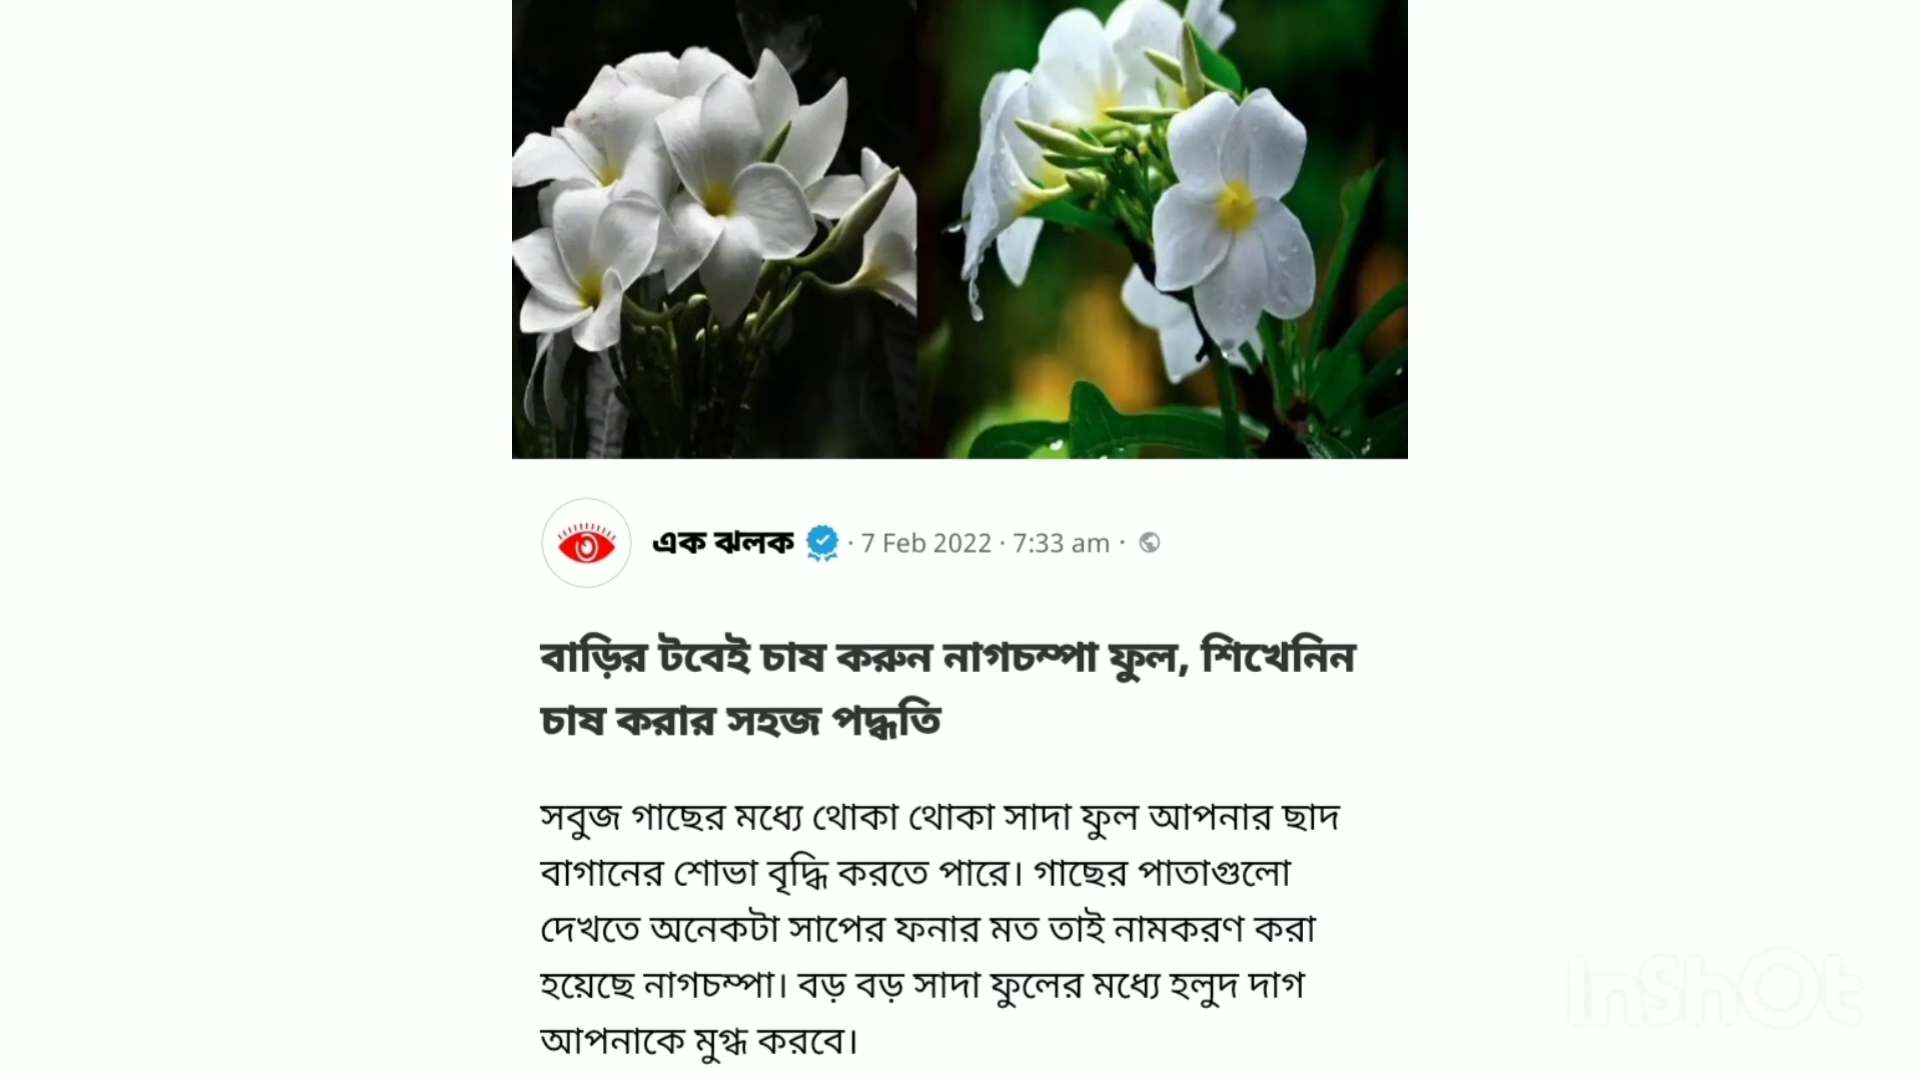 এক ঝলক · 7 Feb 2022 · 7:33 am ·
বাড়ির টবেই চাষ করুন নাগচম্পা ফুল, শিখেনিন
চাষ করার সহজ পদ্ধতি
সবুজ গাছের মধ্যে থোকা থোকা সাদা ফুল আপনার ছাদ
বাগানের শোভা বৃদ্ধি করতে পারে। গাছের পাতাগুলো
দেখতে অনেকটা সাপের ফনার মত তাই নামকরণ করা
হয়েছে নাগচম্পা। বড় বড় সাদা ফুলের মধ্যে হলুদ দাগ
আপনাকে মুগ্ধ করবে।
InShOt